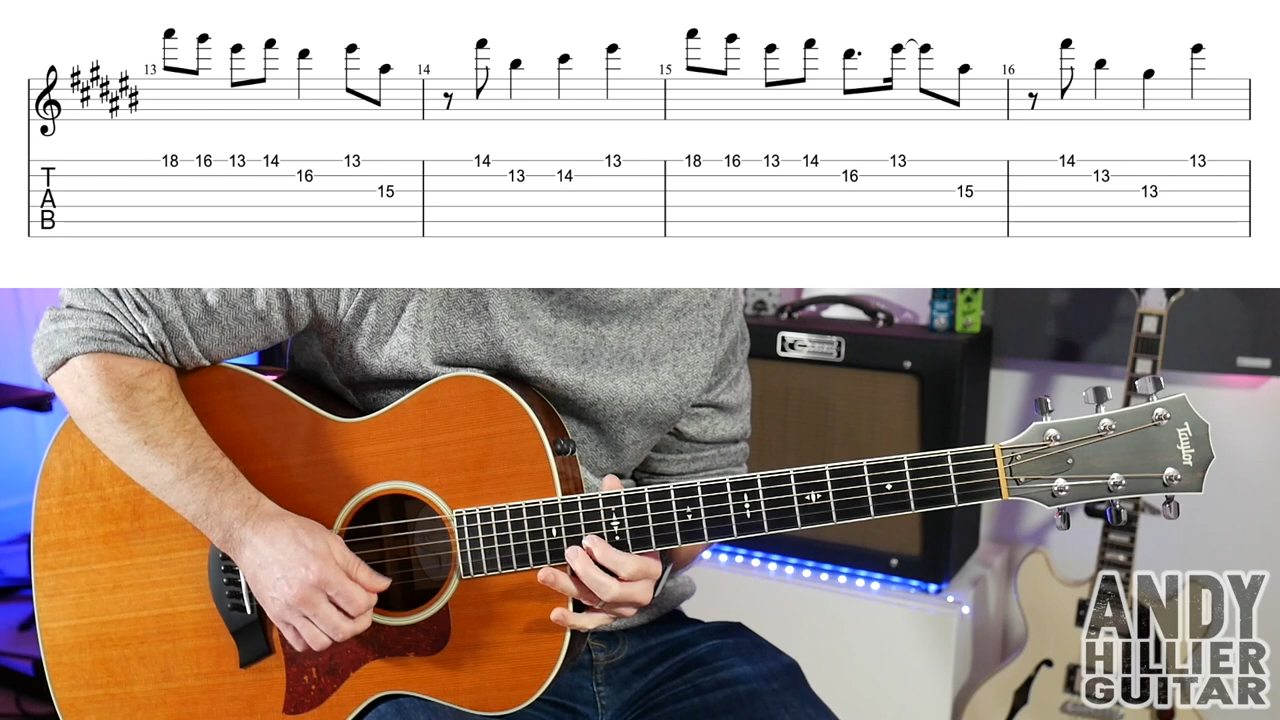 13 14 15 16
18 16 13 14 16 13 15 14 13 14 13 18 16 13 14 16 13 15 14 13 13 13
T
A
B
Taylor
ANDY
HILLIER
GUITAR